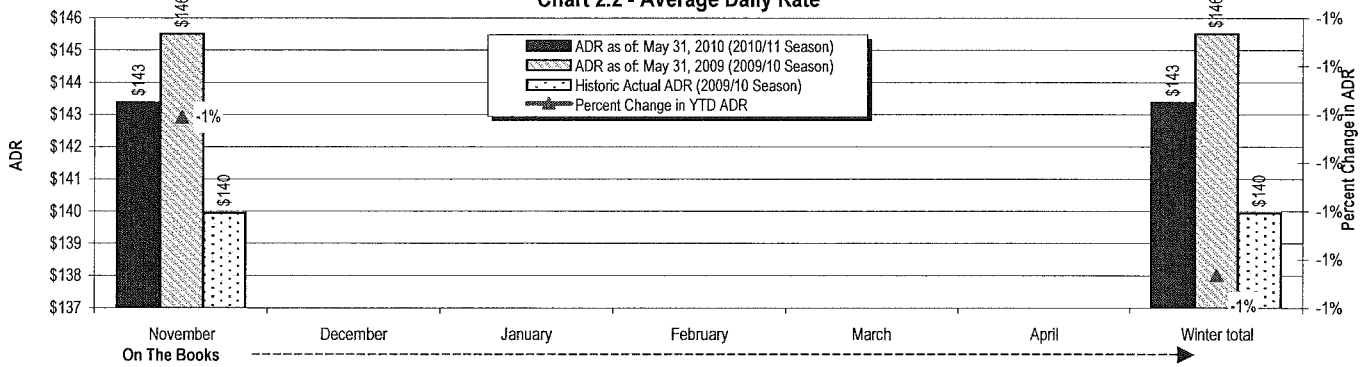 Chart 2.2 - Average Daily Rate
$146
$145
$144
$143
$142
$141
$140
$139
$138
$137
ADR
$143
$146
$140
-1%
ADR as of: May 31, 2010 (2010/11 Season)
ADR as of: May 31, 2009 (2009/10 Season)
Historic Actual ADR (2009/10 Season)
Percent Change in YTD ADR
$143
$146
$140
-1%
-1%
-1%
-1%
-1%
-1%
-1%
-1%
Percent Change in ADR
November
December
January
February
March
April
Winter total
On The Books